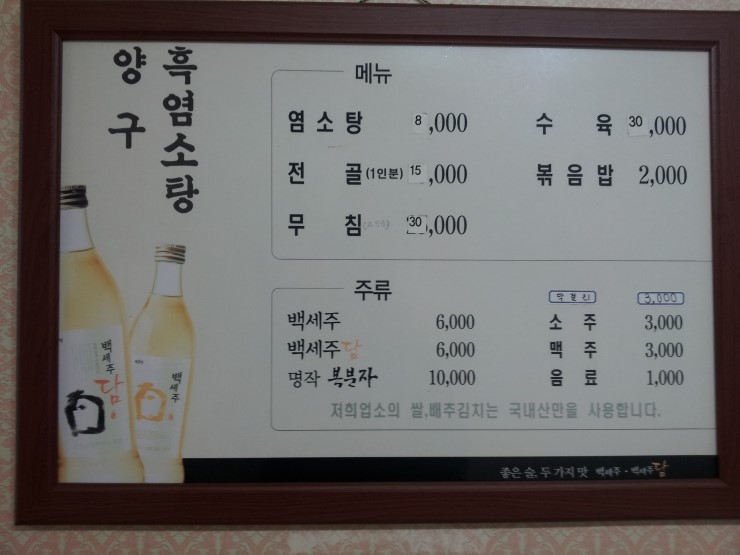 양구
흑염소탕
메뉴
염소탕 8,000
수육 30,000
전골(1인분) 15,000
볶음밥 2,000
무침 30,000
주류
막걸리 3,000
백세주 6,000
소주 3,000
백세주담 6,000
맥주 3,000
명작 복분자 10,000
음료 1,000
저희업소의 쌀,배추김치는 국내산만을 사용합니다.
백세주담
백세주
좋은 술, 두 가지 맛 백세주·백세주담